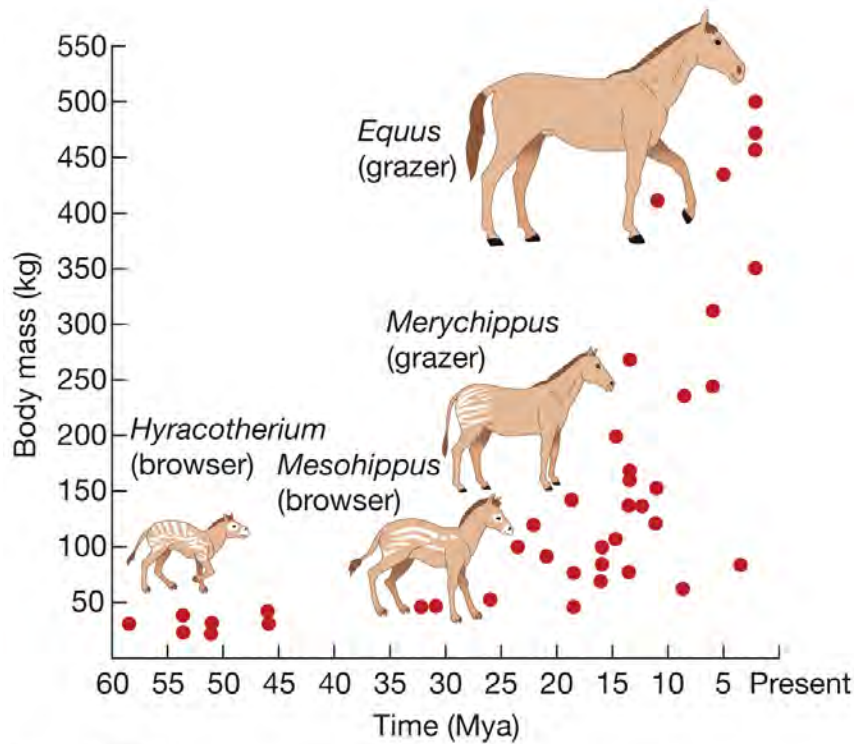 Body mass (kg)
550
500
450
400
350
300
250
200
150
100
50
Equus
(grazer)
Merychippus
(grazer)
Hyracotherium
(browser)
Mesohippus
(browser)
60 55 50 45 40 35 30 25 20 15 10 5 Present
Time (Mya)